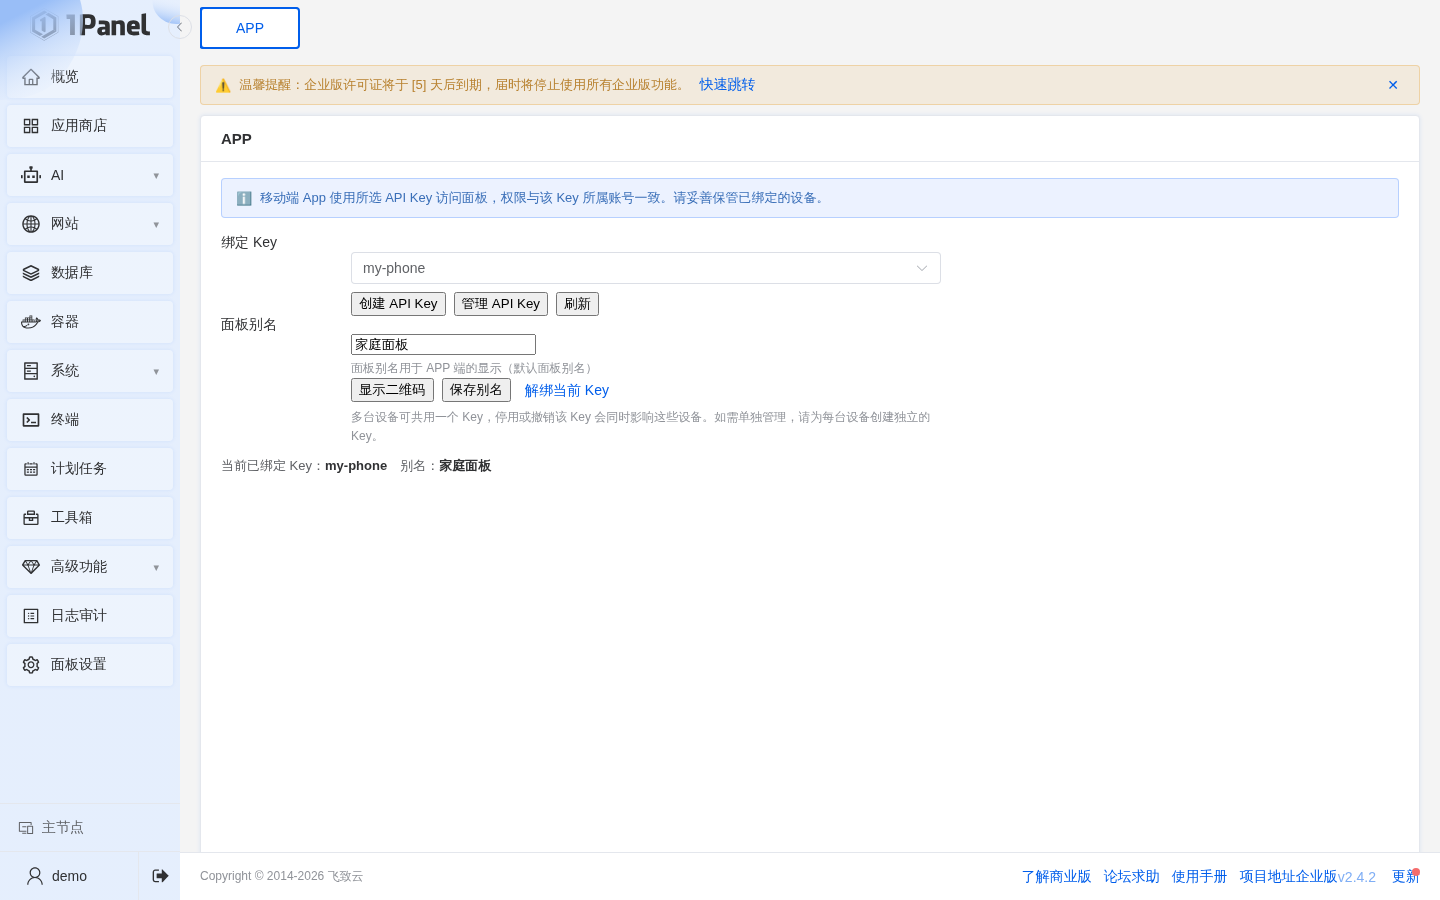 1Panel
APP
温馨提醒：企业版许可证将于 [5] 天后到期，届时将停止使用所有企业版功能。 快速跳转
概览
应用商店
AI
网站
数据库
容器
系统
终端
计划任务
工具箱
高级功能
日志审计
面板设置
主节点
demo
APP
移动端 App 使用所选 API Key 访问面板，权限与该 Key 所属账号一致。请妥善保管已绑定的设备。
绑定 Key
my-phone
创建 API Key 管理 API Key 刷新
面板别名
家庭面板
面板别名用于 APP 端的显示（默认面板别名）
显示二维码 保存别名 解绑当前 Key
多台设备可共用一个 Key，停用或撤销该 Key 会同时影响这些设备。如需单独管理，请为每台设备创建独立的
Key。
当前已绑定 Key：my-phone 别名：家庭面板
Copyright © 2014-2026 飞致云
了解商业版 论坛求助 使用手册 项目地址企业版v2.4.2 更新